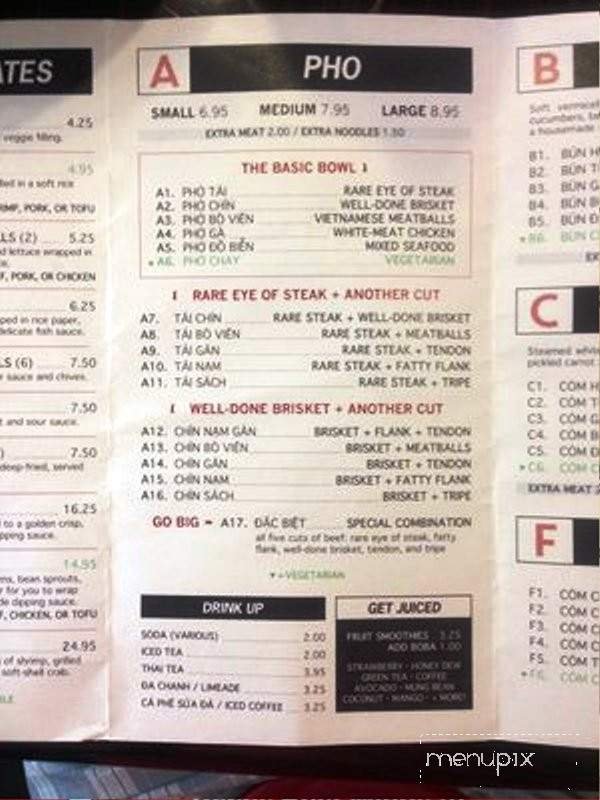 ATES
4.25
veggie filling.
4.95
lled in a soft rice
RIMP, PORK, OR TOFU
LS (2) 5.25
d lettuce wrapped in
F, PORK, OR CHICKEN
6.25
ped in rice paper,
delicate fish sauce.
LS (6) 7.50
r sauce and chives.
7.50
t and sour sauce.
) 7.50
deep-fried, served
16.25
to a golden crisp,
pping sauce.
14.95
ens, bean sprouts,
r for you to wrap
de dipping sauce.
F, CHICKEN, OR TOFU
24.95
of shrimp, grilled
soft-shell crab.
A PHO
SMALL 6.95 MEDIUM 7.95 LARGE 8.95
EXTRA MEAT 2.00 / EXTRA NOODLES 1.50
THE BASIC BOWL
A1. PHỞ TÁI RARE EYE OF STEAK
A2. PHỞ CHÍN WELL-DONE BRISKET
A3. PHỞ BÒ VIÊN VIETNAMESE MEATBALLS
A4. PHỞ GÀ WHITE-MEAT CHICKEN
A5. PHỞ ĐỒ BIỂN MIXED SEAFOOD
A6. PHỞ CHAY VEGETARIAN
RARE EYE OF STEAK + ANOTHER CUT
A7. TÁI CHÍN RARE STEAK + WELL-DONE BRISKET
A8. TÁI BÒ VIÊN RARE STEAK + MEATBALLS
A9. TÁI GÂN RARE STEAK + TENDON
A10. TÁI NẠM RARE STEAK + FATTY FLANK
A11. TÁI SÁCH RARE STEAK + TRIPE
WELL-DONE BRISKET + ANOTHER CUT
A12. CHÍN NẠM GÂN BRISKET + FLANK + TENDON
A13. CHÍN BÒ VIÊN BRISKET + MEATBALLS
A14. CHÍN GÂN BRISKET + TENDON
A15. CHÍN NẠM BRISKET + FATTY FLANK
A16. CHÍN SÁCH BRISKET + TRIPE
GO BIG A17. ĐẶC BIỆT SPECIAL COMBINATION
all five cuts of beef: rare eye of steak, fatty
flank, well-done brisket, tendon, and tripe
♥ = VEGETARIAN
DRINK UP
SODA (VARIOUS) 2.00
ICED TEA 2.00
THAI TEA 3.95
ĐA CHANH / LIMEADE 3.25
CÀ PHÊ SỮA ĐÁ / ICED COFFEE 3.25
GET JUICED
FRUIT SMOOTHIES 3.25
ADD BOBA 1.00
STRAWBERRY · HONEY DEW
GREEN TEA · COFFEE
AVOCADO · MUNG BEAN
COCONUT · MANGO · + MORE!
B
Soft vermicel
cucumbers, ta
a housemade
B1. BÚN H
B2. BÚN T
B3. BÚN G
B4. BÚN B
B5. BÚN Đ
B6. BÚN C
EX
C
Steamed white
pickled carrot
C1. CƠM H
C2. CƠM T
C3. CƠM G
C4. CƠM B
C5. CƠM Đ
C6. CƠM C
EXTRA MEAT
F
F1. CƠM C
F2. CƠM C
F3. CƠM C
F4. CƠM C
F5. CƠM T
F6. CƠM C
menupix